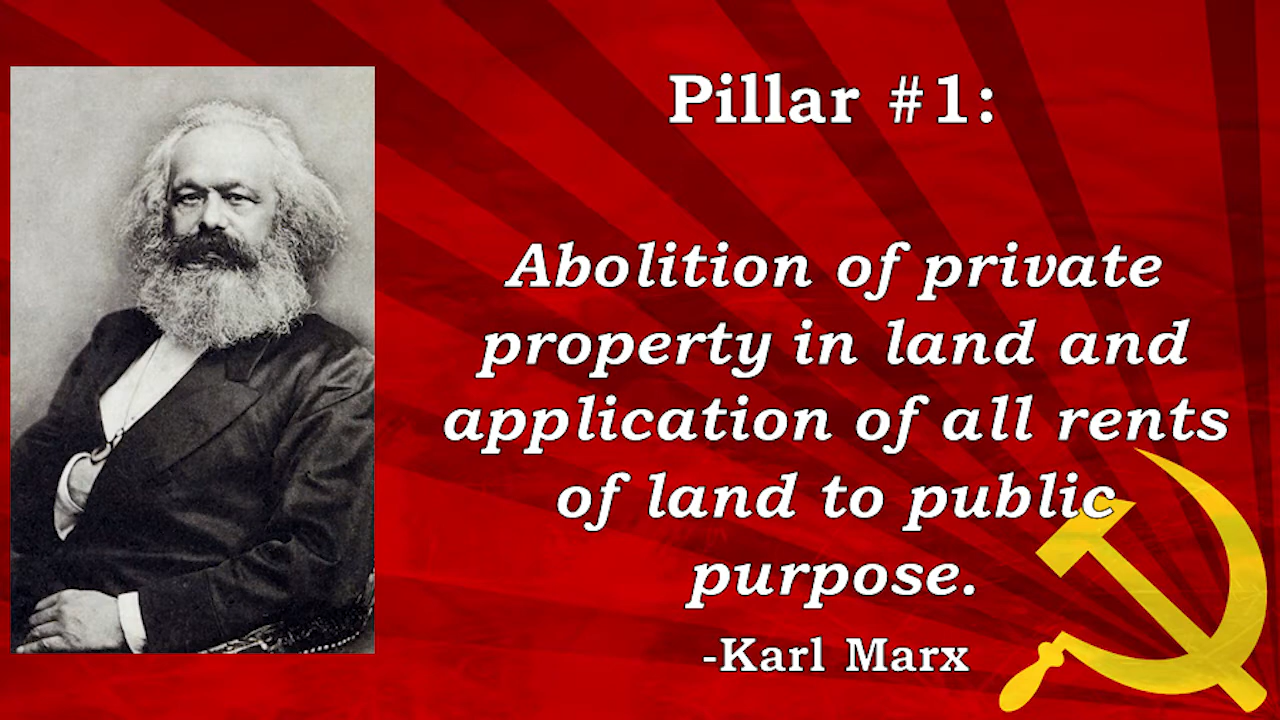 Pillar #1:
Abolition of private
property in land and
application of all rents
of land to public
purpose.
-Karl Marx